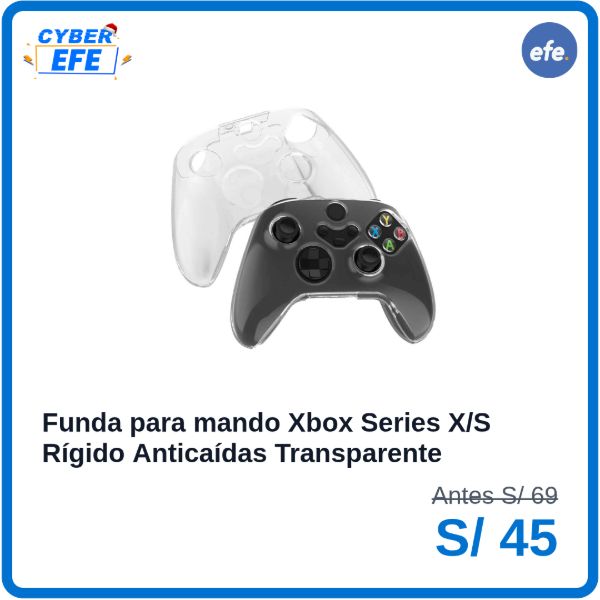 CYBER
EFE
efe.
Y
X B
A
Funda para mando Xbox Series X/S
Rígido Anticaídas Transparente
Antes S/ 69
S/ 45